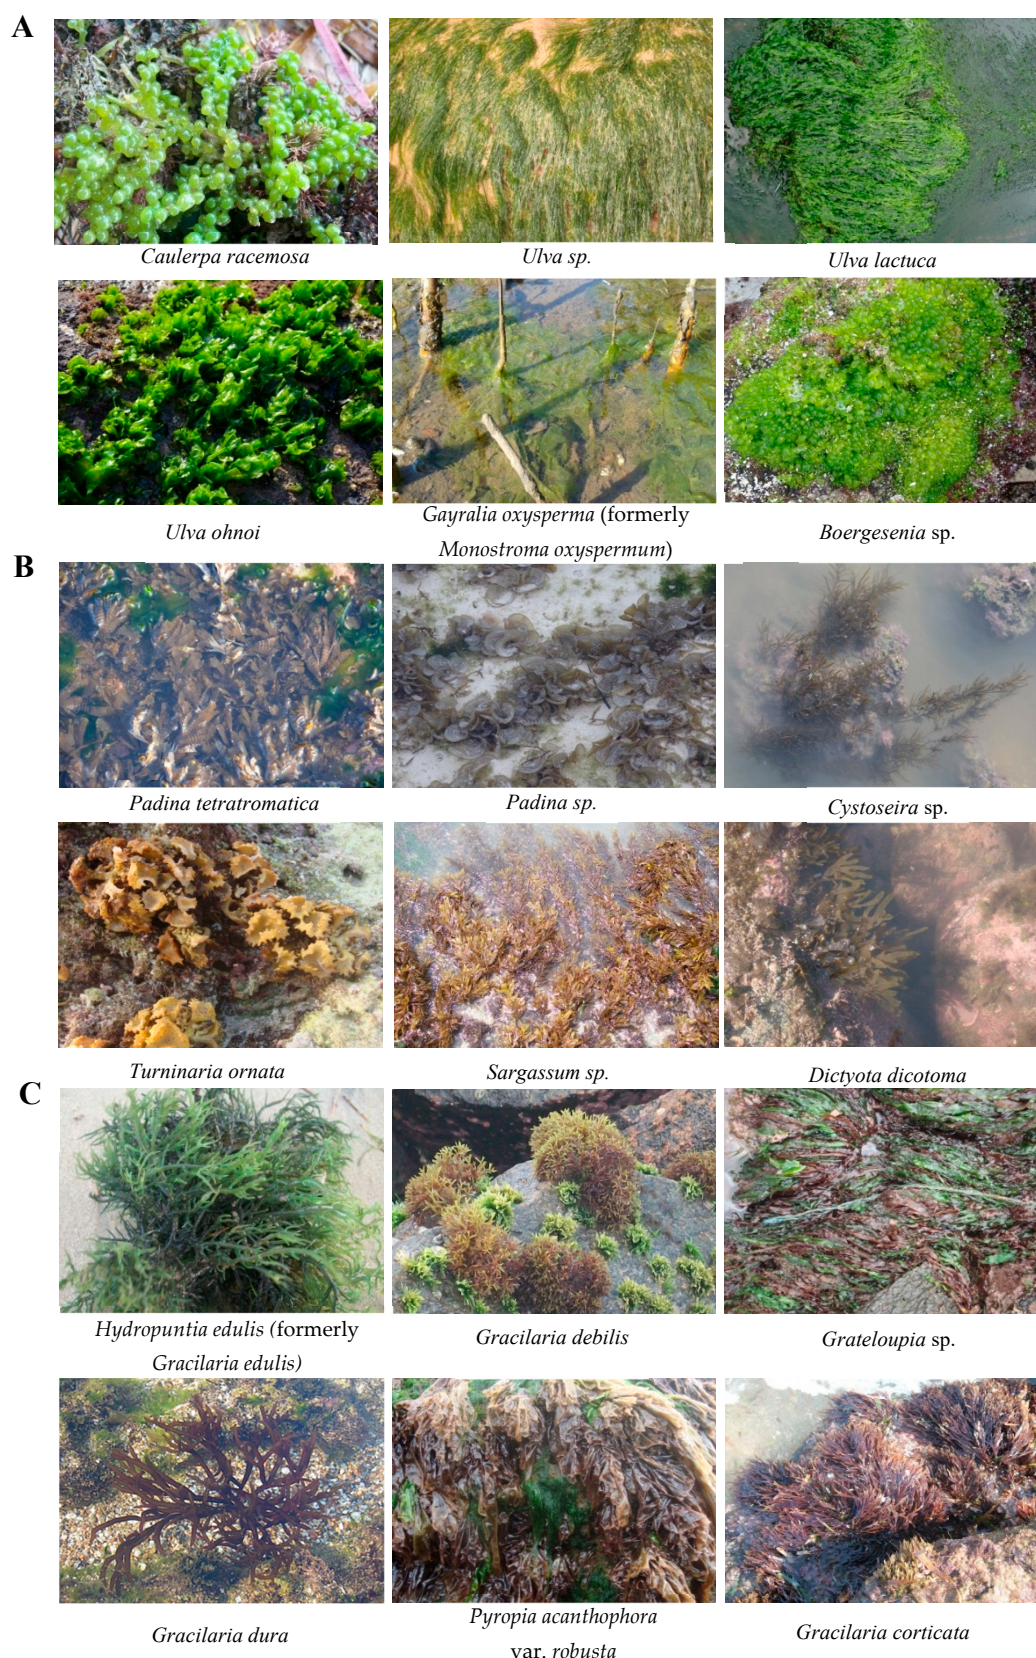 A
Caulerpa racemosa
Ulva sp.
Ulva lactuca
Ulva ohnoi
Gayralia oxysperma (formerly
Monostroma oxyspermum)
Boergesenia sp.
B
Padina tetratromatica
Padina sp.
Cystoseira sp.
Turninaria ornata
Sargassum sp.
Dictyota dicotoma
C
Hydropuntia edulis (formerly
Gracilaria edulis)
Gracilaria debilis
Grateloupia sp.
Gracilaria dura
Pyropia acanthophora
var. robusta
Gracilaria corticata